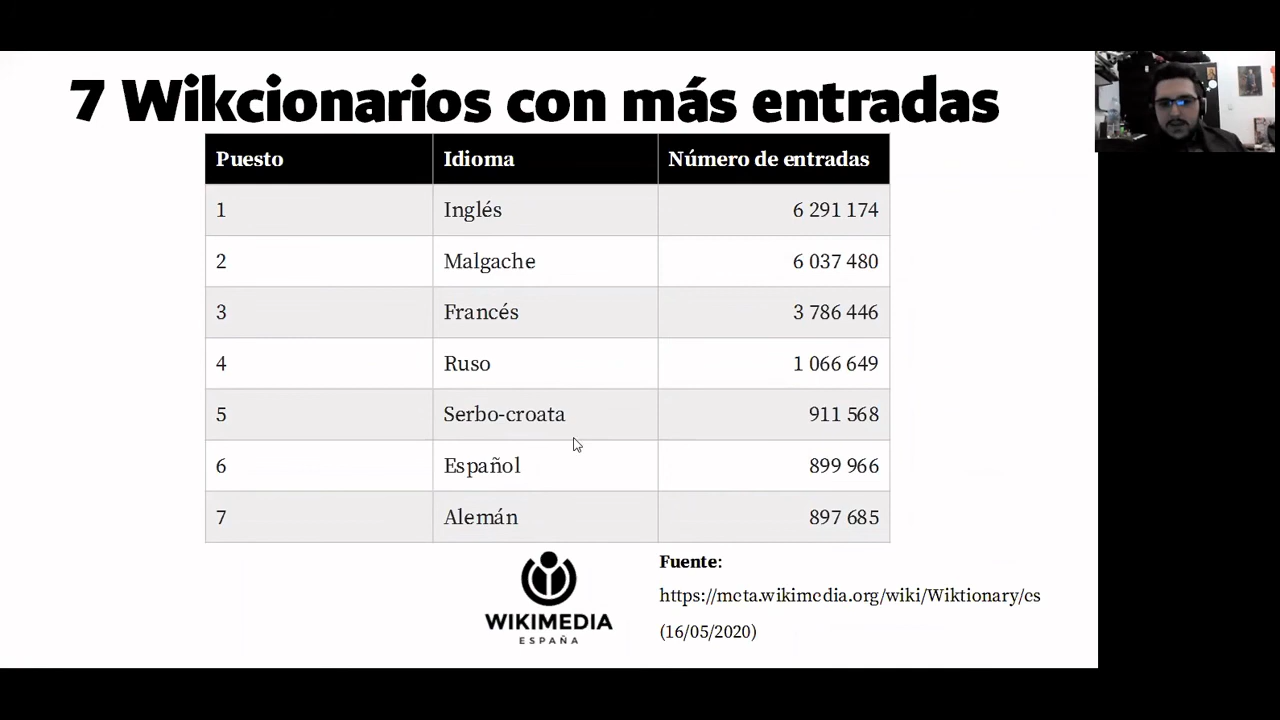 7 Wikcionarios con más entradas
Puesto Idioma Número de entradas
1 Inglés 6 291 174
2 Malgache 6 037 480
3 Francés 3 786 446
4 Ruso 1 066 649
5 Serbo-croata 911 568
6 Español 899 966
7 Alemán 897 685
WIKIMEDIA
ESPAÑA
Fuente:
https://meta.wikimedia.org/wiki/Wiktionary/es
(16/05/2020)